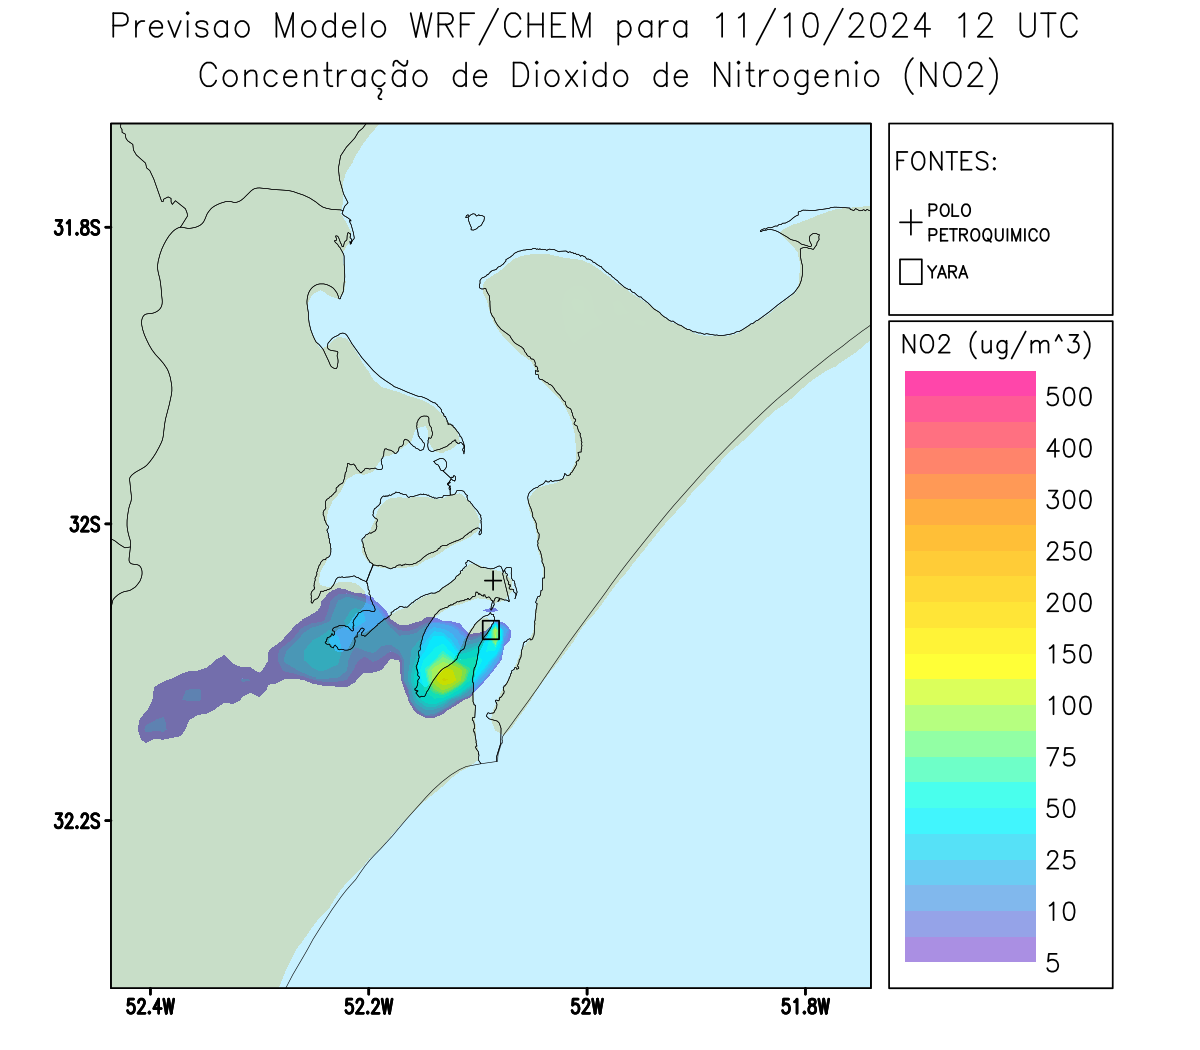 Previsao Modelo WRF/CHEM para 11/10/2024 12 UTC
Concentração de Dioxido de Nitrogenio (NO2)
FONTES:
POLO
PETROQUIMICO
YARA
31.8S
32S
32.2S
52.4W
52.2W
52W
51.8W
NO2 (ug/m^3)
500
400
300
250
200
150
100
75
50
25
10
5